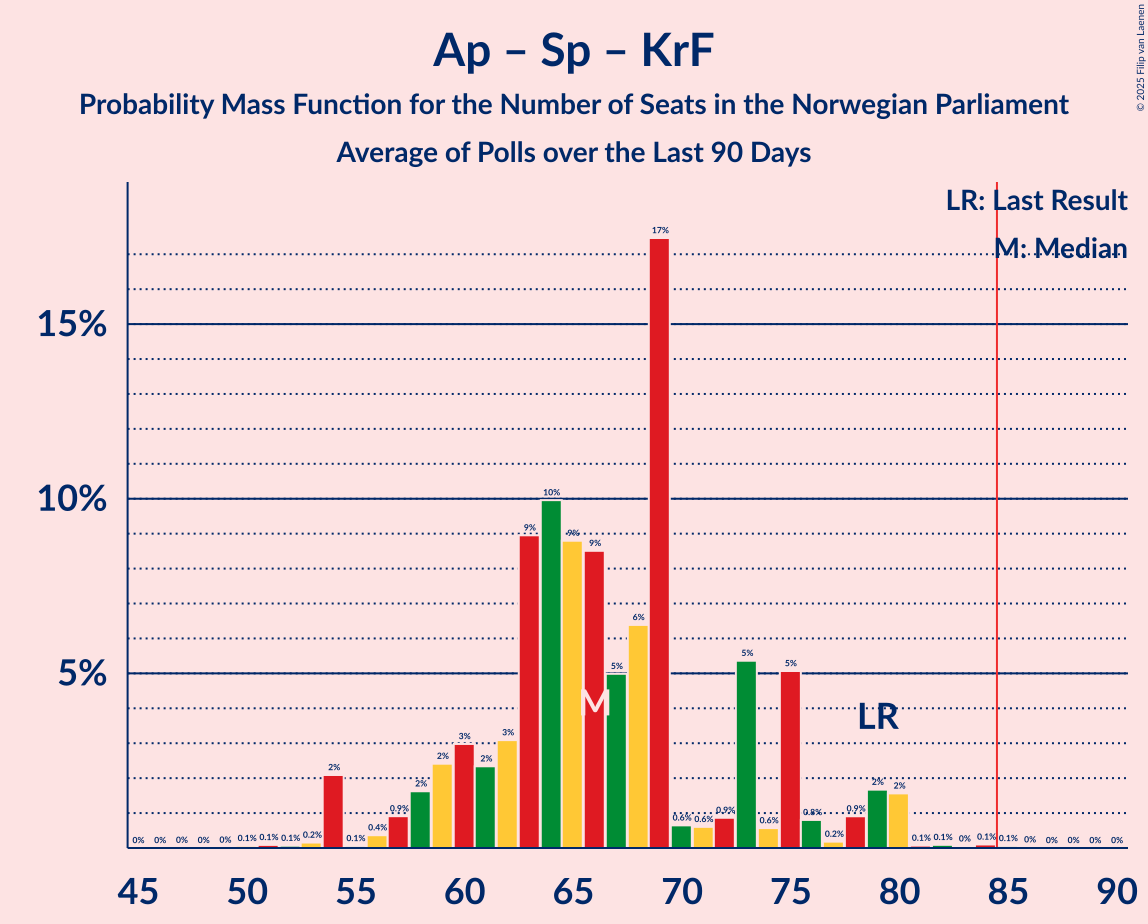 Ap – Sp – KrF
Probability Mass Function for the Number of Seats in the Norwegian Parliament
Average of Polls over the Last 90 Days
© 2025 Filip van Laenen
LR: Last Result
M: Median
15%
10%
5%
0% 0% 0% 0% 0% 0.1% 0.1% 0.1% 0.2% 2% 0.1% 0.4% 0.9% 2% 2% 3% 2% 3% 9% 10% 9% 9% 5% 6% 17% 0.6% 0.6% 0.9% 5% 0.6% 5% 0.8% 0.2% 0.9% 2% 2% 0.1% 0.1% 0% 0.1% 0.1% 0% 0% 0% 0% 0%
M
LR
45 50 55 60 65 70 75 80 85 90